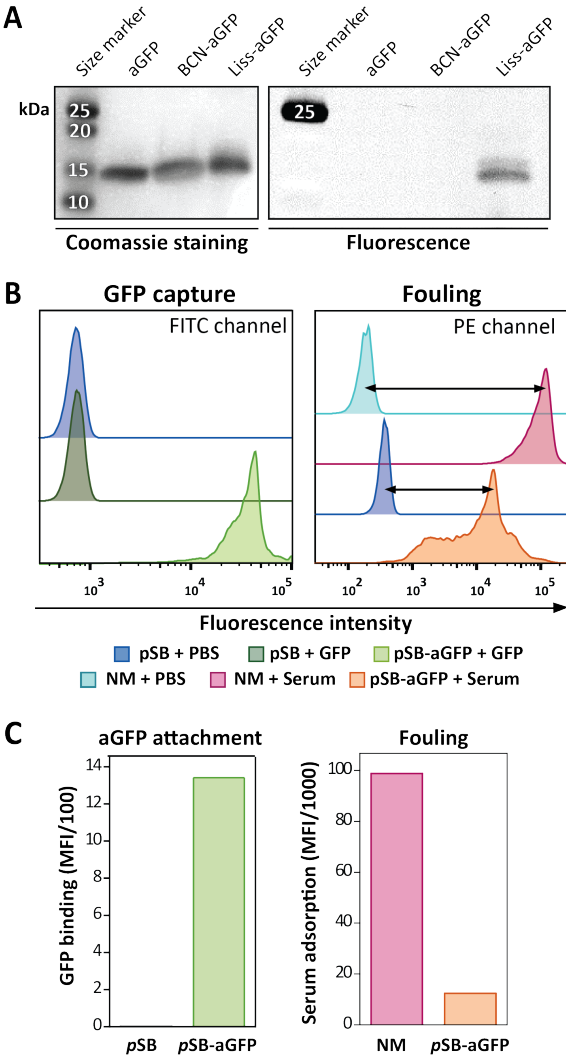 A
Size marker
aGFP
BCN-aGFP
Liss-aGFP
Size marker
aGFP
BCN-aGFP
Liss-aGFP
kDa
25
20
15
10
25
Coomassie staining
Fluorescence
B
GFP capture
Fouling
FITC channel
PE channel
10³ 10⁴ 10⁵
10² 10³ 10⁴ 10⁵
Fluorescence intensity
pSB + PBS pSB + GFP pSB-aGFP + GFP
NM + PBS NM + Serum pSB-aGFP + Serum
C
aGFP attachment
GFP binding (MFI/100)
14
12
10
8
6
4
2
0
pSB pSB-aGFP
Fouling
Serum adsorption (MFI/1000)
100
80
60
40
20
0
NM pSB-aGFP